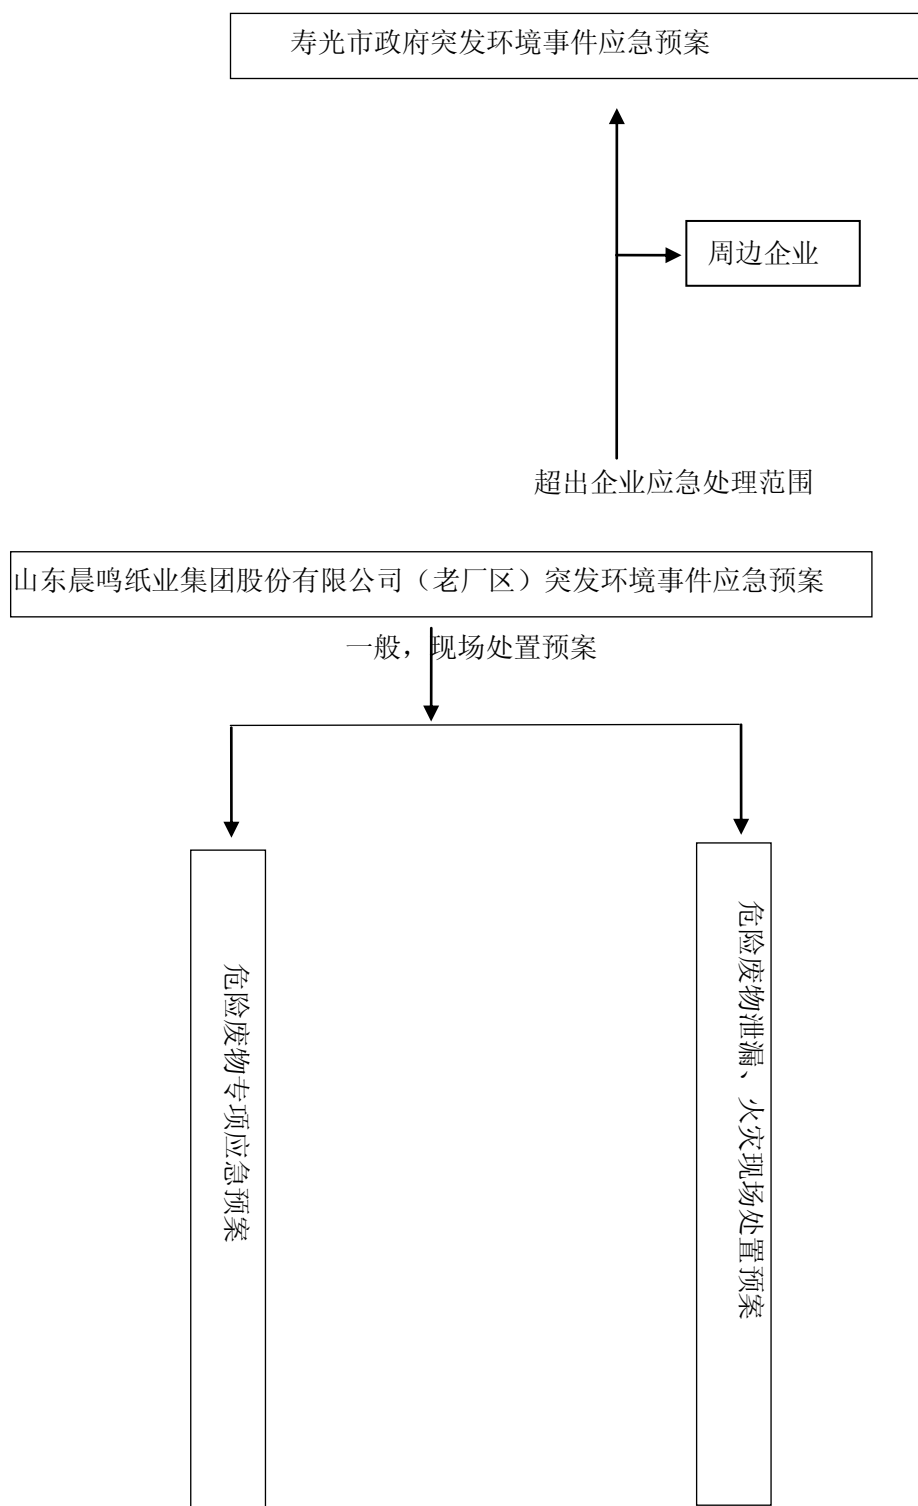 寿光市政府突发环境事件应急预案
周边企业
超出企业应急处理范围
山东晨鸣纸业集团股份有限公司（老厂区）突发环境事件应急预案
一般，现场处置预案
危险废物专项应急预案
危险废物泄漏、火灾现场处置预案